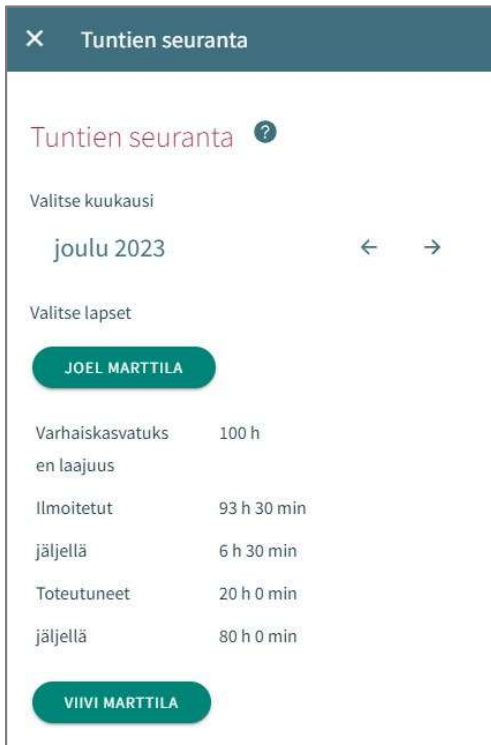 Tuntien seuranta
Tuntien seuranta ?
Valitse kuukausi
joulu 2023 ← →
Valitse lapset
JOEL MARTTILA
Varhaiskasvatuks 100 h
en laajuus
Ilmoitetut 93 h 30 min
jäljellä 6 h 30 min
Toteutuneet 20 h 0 min
jäljellä 80 h 0 min
VIIVI MARTTILA